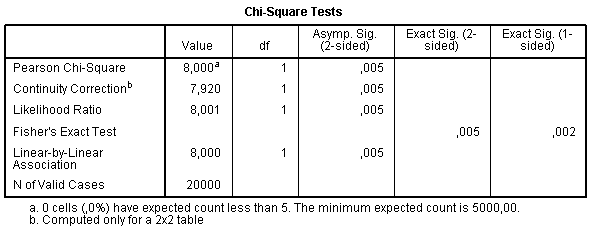 Chi-Square Tests
Value df Asymp. Sig. (2-sided) Exact Sig. (2-sided) Exact Sig. (1-sided)
Pearson Chi-Square 8,000a 1 ,005
Continuity Correctionb 7,920 1 ,005
Likelihood Ratio 8,001 1 ,005
Fisher's Exact Test ,005 ,002
Linear-by-Linear Association 8,000 1 ,005
N of Valid Cases 20000
a. 0 cells (,0%) have expected count less than 5. The minimum expected count is 5000,00.
b. Computed only for a 2x2 table